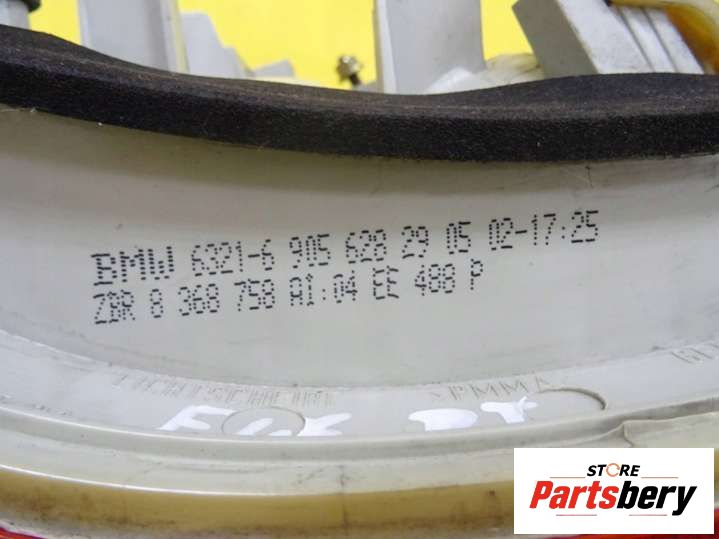 BMW 6321-6 905 628 29 05 02-17:25
ZBR 8 368 758 AI:04 EE 488 P
>PMMA
STORE
Partsbery